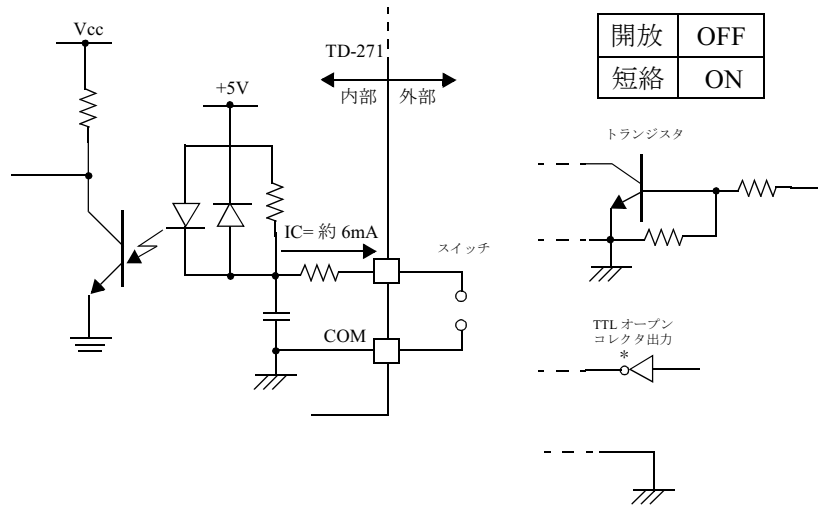 Vcc
TD-271
+5V
内部 外部
開放 OFF
短絡 ON
トランジスタ
IC= 約 6mA
スイッチ
COM
TTL オープン
コレクタ出力
*